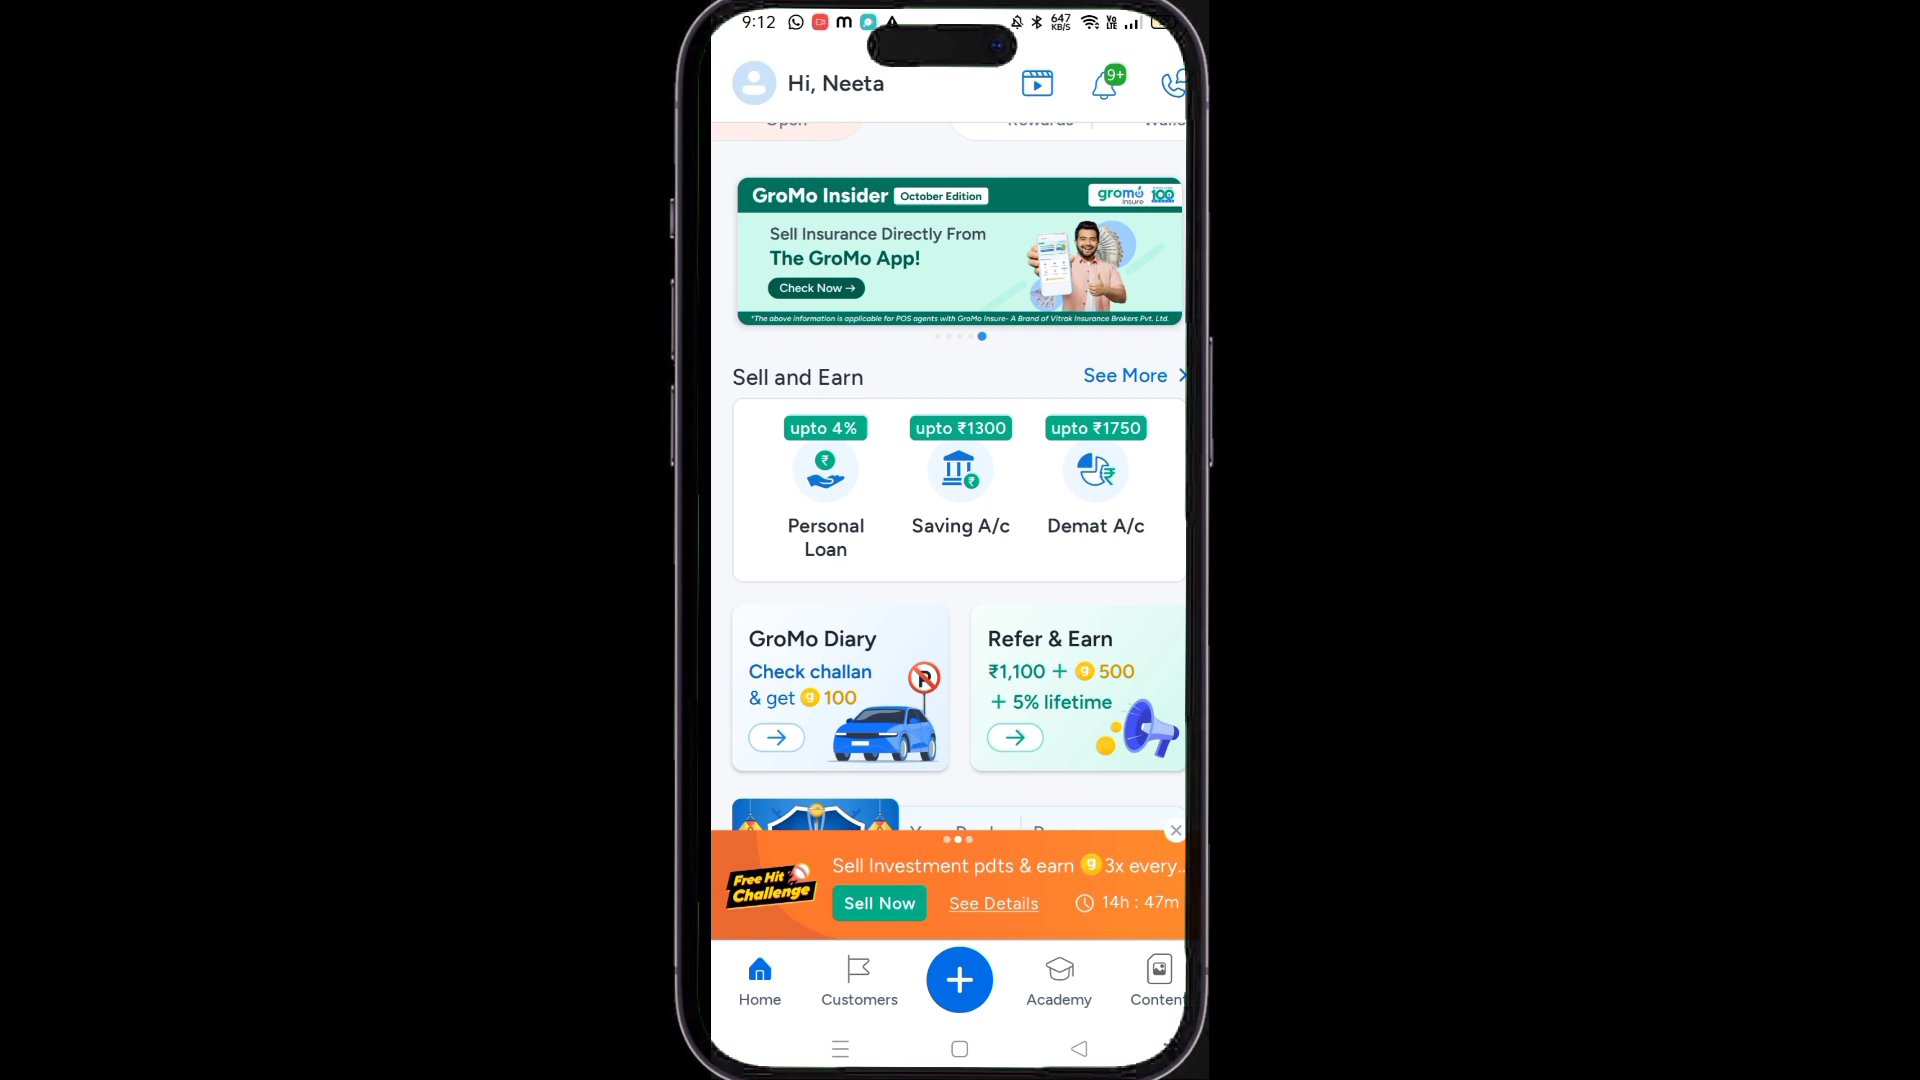 9:12 647 KB/S VO LTE
Hi, Neeta 9+
GroMo Insider October Edition gromo insure 100
Sell Insurance Directly From
The GroMo App!
Check Now →
*The above information is applicable for POS agents with GroMo Insure- A Brand of Vitrak Insurance Brokers Pvt. Ltd.
Sell and Earn See More >
upto 4% upto ₹1300 upto ₹1750
Personal Loan Saving A/c Demat A/c
GroMo Diary
Check challan
& get g 100
P
Refer & Earn
₹1,100 + g 500
+ 5% lifetime
Free Hit
Challenge
Sell Investment pdts & earn g 3x every..
Sell Now See Details 14h : 47m
Home Customers Academy Content